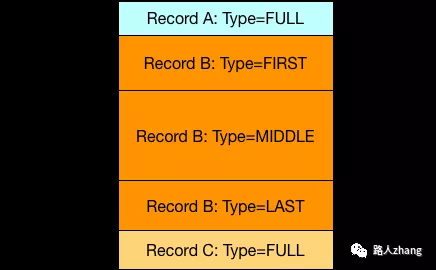 Record A: Type=FULL
Record B: Type=FIRST
Record B: Type=MIDDLE
Record B: Type=LAST
Record C: Type=FULL
路人zhang